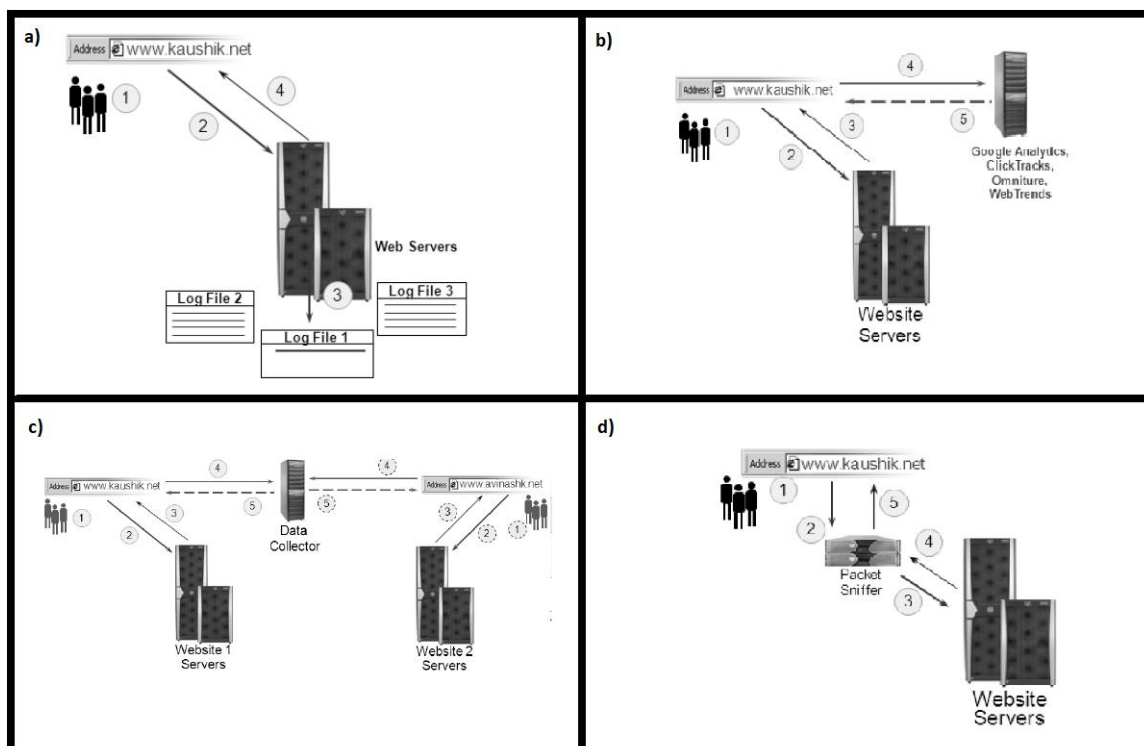 a)
Address www.kaushik.net
1
4
2
Web Servers
3
Log File 2
Log File 3
Log File 1
b)
4
Address www.kaushik.net
5
3
1
2
Google Analytics,
ClickTracks,
Omniture,
WebTrends
Website
Servers
c)
4
4
Address www.kaushik.net
Address www.avinashk.net
5
5
1
3
3
1
2
2
Data
Collector
Website 1
Servers
Website 2
Servers
d)
Address www.kaushik.net
1
5
2
4
Packet
Sniffer
3
Website
Servers